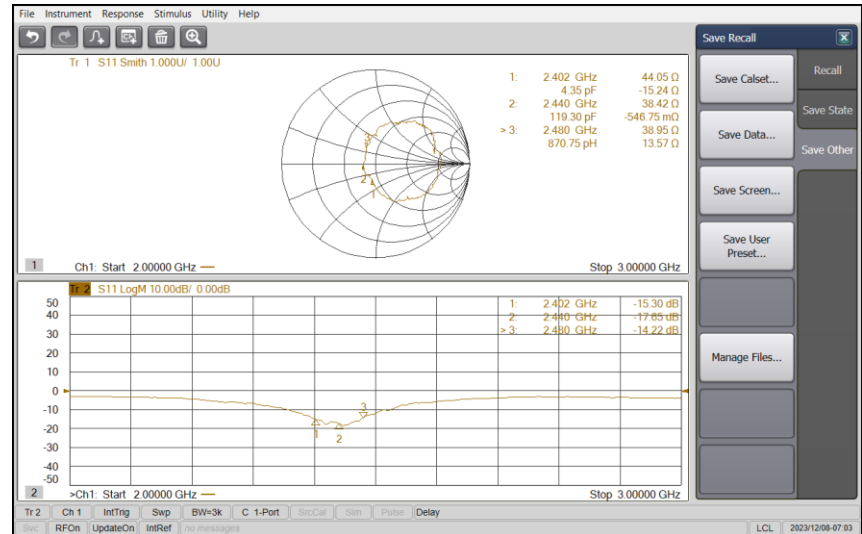 File Instrument Response Stimulus Utility Help
Tr 1 S11 Smith 1.000U/ 1.00U
1: 2.402 GHz 44.05 Ω
4.35 pF -15.24 Ω
2: 2.440 GHz 38.42 Ω
119.30 pF -546.75 mΩ
> 3: 2.480 GHz 38.95 Ω
870.75 pH 13.57 Ω
3
2
1
1 Ch1: Start 2.00000 GHz — Stop 3.00000 GHz
Tr 2 S11 LogM 10.00dB/ 0.00dB
1: 2.402 GHz -15.30 dB
2: 2.440 GHz -17.65 dB
> 3: 2.480 GHz -14.22 dB
50
40
30
20
10
0
-10
-20
-30
-40
-50
3
1
2
2 >Ch1: Start 2.00000 GHz — Stop 3.00000 GHz
Save Recall
Save Calset...
Save Data...
Save Screen...
Save User
Preset...
Manage Files...
Recall
Save State
Save Other
Tr 2 Ch 1 IntTrig Swp BW=3k C 1-Port SrcCal Sim Pulse Delay
Svc RFOn UpdateOn IntRef no messages LCL 2023/12/08-07:03